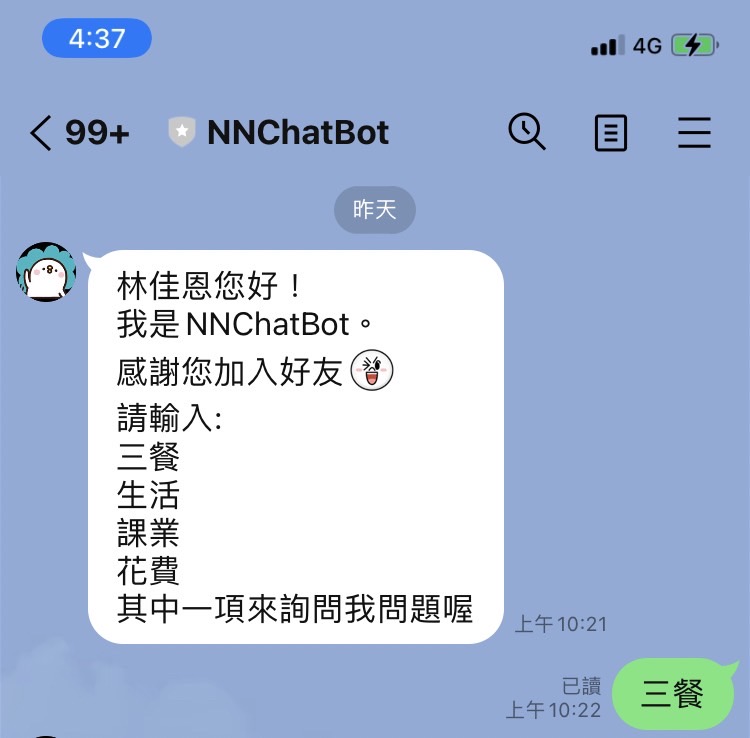 4:37
4G
99+ NNChatBot
昨天
林佳恩您好！
我是NNChatBot。
感謝您加入好友
請輸入:
三餐
生活
課業
花費
其中一項來詢問我問題喔
上午10:21
已讀
上午10:22
三餐